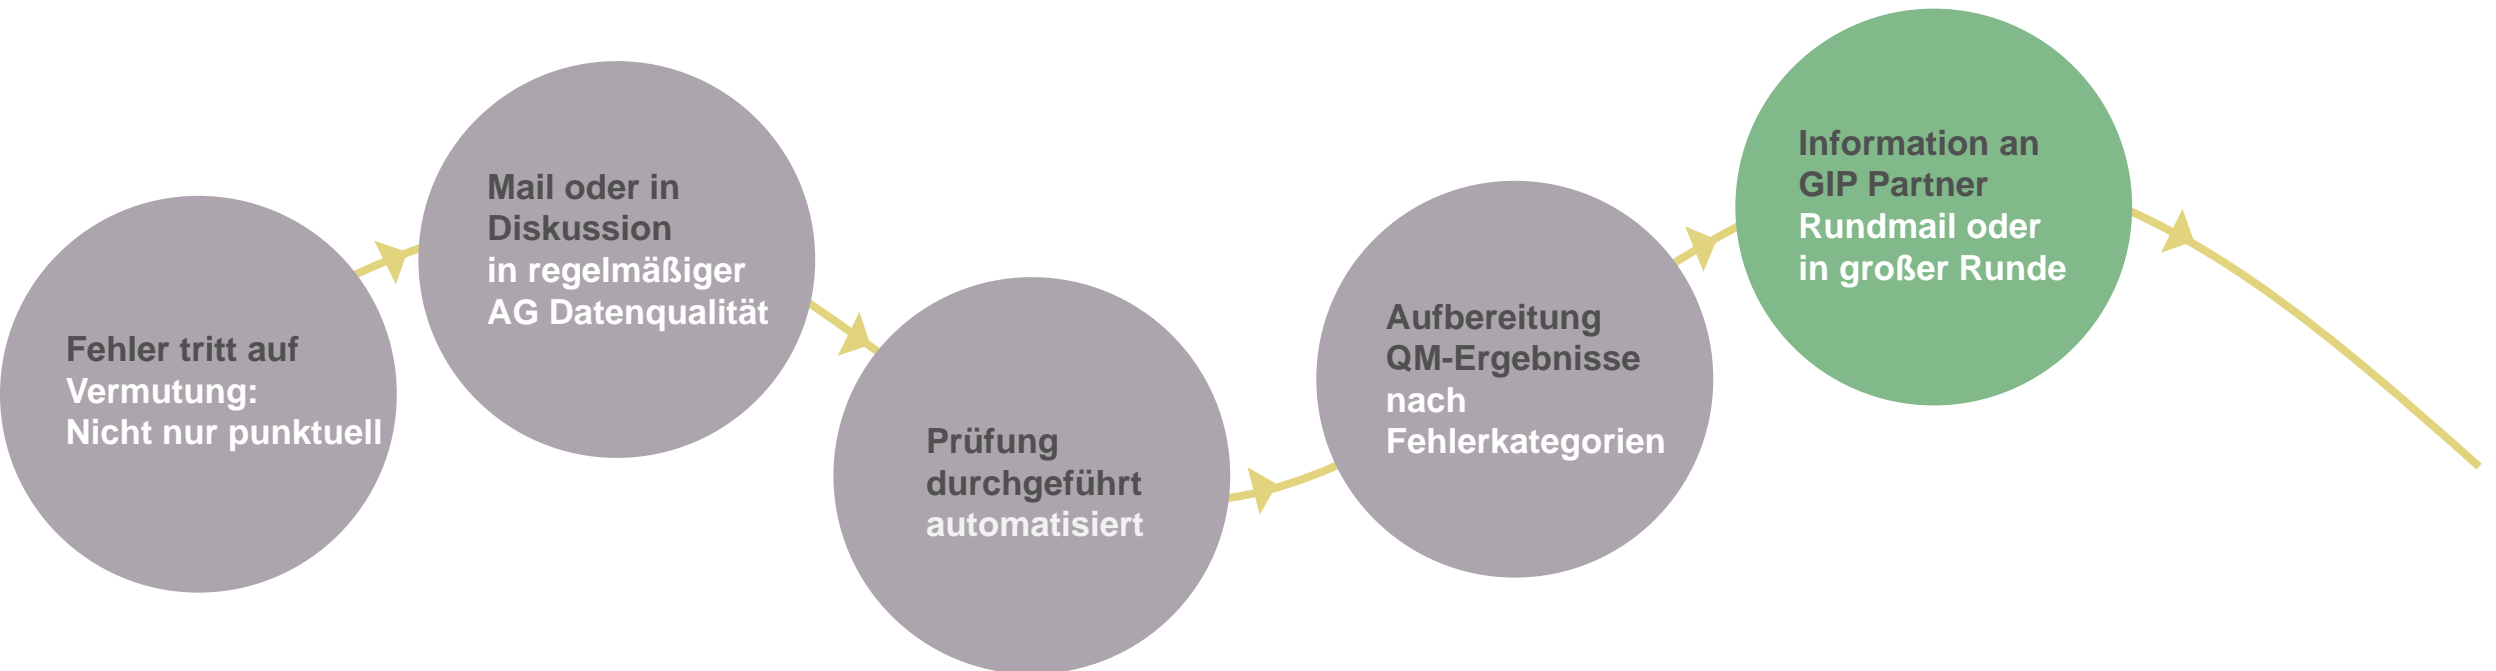 Fehler tritt auf
Vermutung:
Nicht nur punktuell
Mail oder in
Diskussion
in regelmäßiger
AG Datenqualität
Prüfung
durchgeführt
automatisiert
Aufbereitung
QM-Ergebnisse
nach
Fehlerkategorien
Information an
GIP Partner
Rundmail oder
in großer Runde